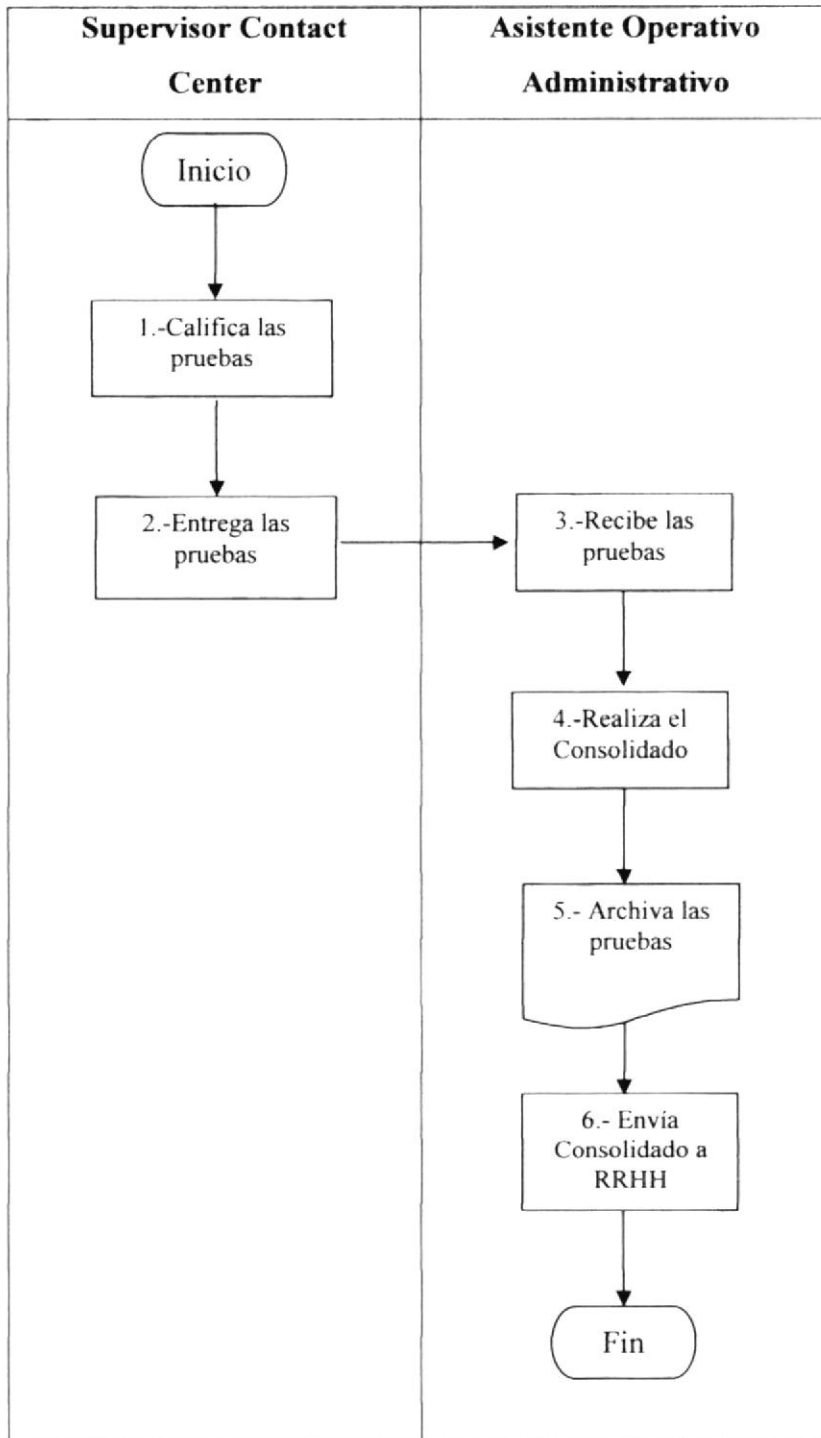 Supervisor Contact
Center
Asistente Operativo
Administrativo
Inicio
1.-Califica las
pruebas
2.-Entrega las
pruebas
3.-Recibe las
pruebas
4.-Realiza el
Consolidado
5.- Archiva las
pruebas
6.- Envía
Consolidado a
RRHH
Fin